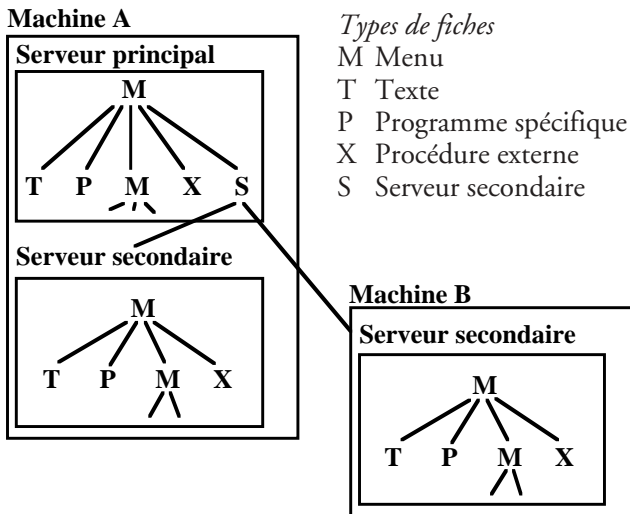 Machine A
Serveur principal
M
T P M X S
Serveur secondaire
M
T P M X
Types de fiches
M Menu
T Texte
P Programme spécifique
X Procédure externe
S Serveur secondaire
Machine B
Serveur secondaire
M
T P M X